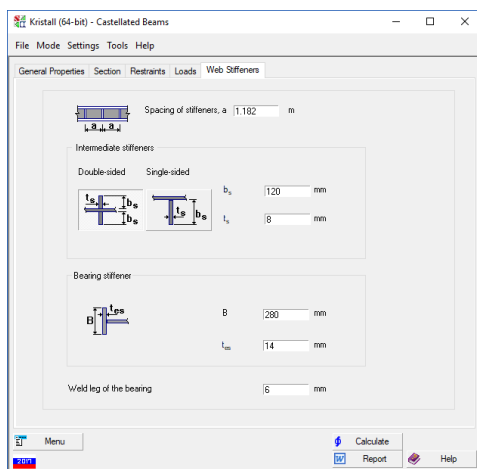 Kristall (64-bit) - Castellated Beams
File Mode Settings Tools Help
General Properties Section Restraints Loads Web Stiffeners
Spacing of stiffeners, a 1.182 m
a a
Intermediate stiffeners
Double-sided Single-sided
ts bs bs
ts bs
bs 120 mm
ts 8 mm
Bearing stiffener
B tes
B 280 mm
tes 14 mm
Weld leg of the bearing 6 mm
Menu Calculate
2017 Report Help